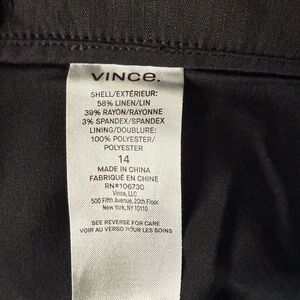 VINCE.
SHELL/EXTÉRIEUR:
58% LINEN/LIN
39% RAYON/RAYONNE
3% SPANDEX/SPANDEX
LINING/DOUBLURE:
100% POLYESTER/
POLYESTER
14
MADE IN CHINA
FABRIQUÉ EN CHINE
RN#106730
Vince, LLC
500 Fifth Avenue, 20th Floor
New York, NY 10110
SEE REVERSE FOR CARE
VOIR AU VERSO POUR LES SOINS